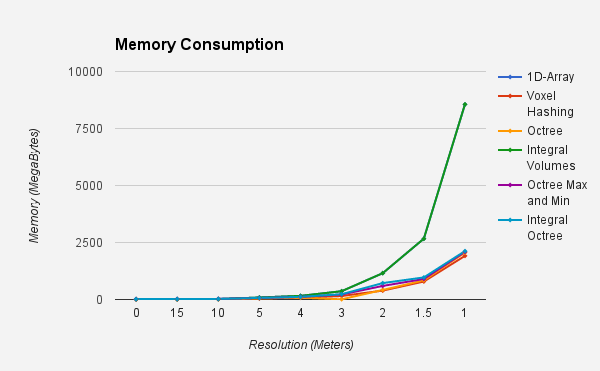 Memory Consumption
10000
7500
5000
2500
0
Memory (MegaBytes)
0 15 10 5 4 3 2 1.5 1
Resolution (Meters)
1D-Array
Voxel
Hashing
Octree
Integral
Volumes
Octree Max
and Min
Integral
Octree